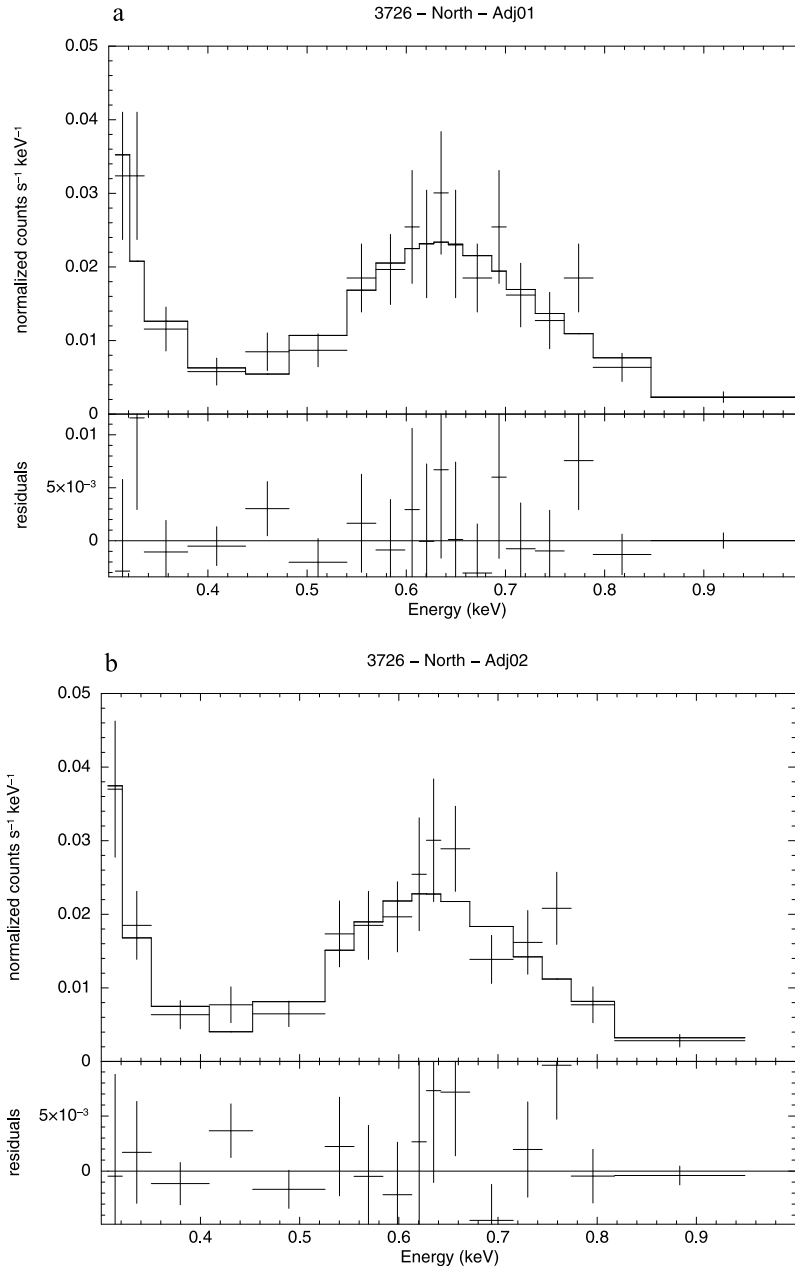 a
3726 – North – Adj01
0.05
0.04
0.03
0.02
0.01
0
normalized counts s⁻¹ keV⁻¹
0.01
5×10⁻³
0
residuals
0.4 0.5 0.6 0.7 0.8 0.9
Energy (keV)
b
3726 – North – Adj02
0.05
0.04
0.03
0.02
0.01
0
normalized counts s⁻¹ keV⁻¹
5×10⁻³
0
residuals
0.4 0.5 0.6 0.7 0.8 0.9
Energy (keV)